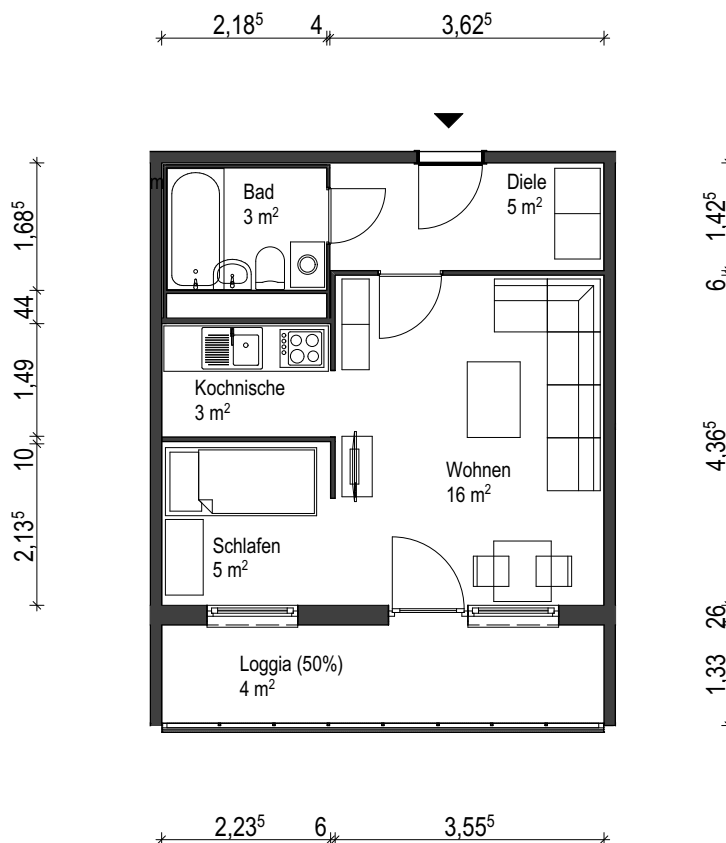 2,18⁵ 4 3,62⁵
Bad
3 m²
Diele
5 m²
1,68⁵
44
1,49
10
2,13⁵
1,42⁵
6
4,36⁵
26
1,33
Kochnische
3 m²
Wohnen
16 m²
Schlafen
5 m²
Loggia (50%)
4 m²
2,23⁵ 6 3,55⁵